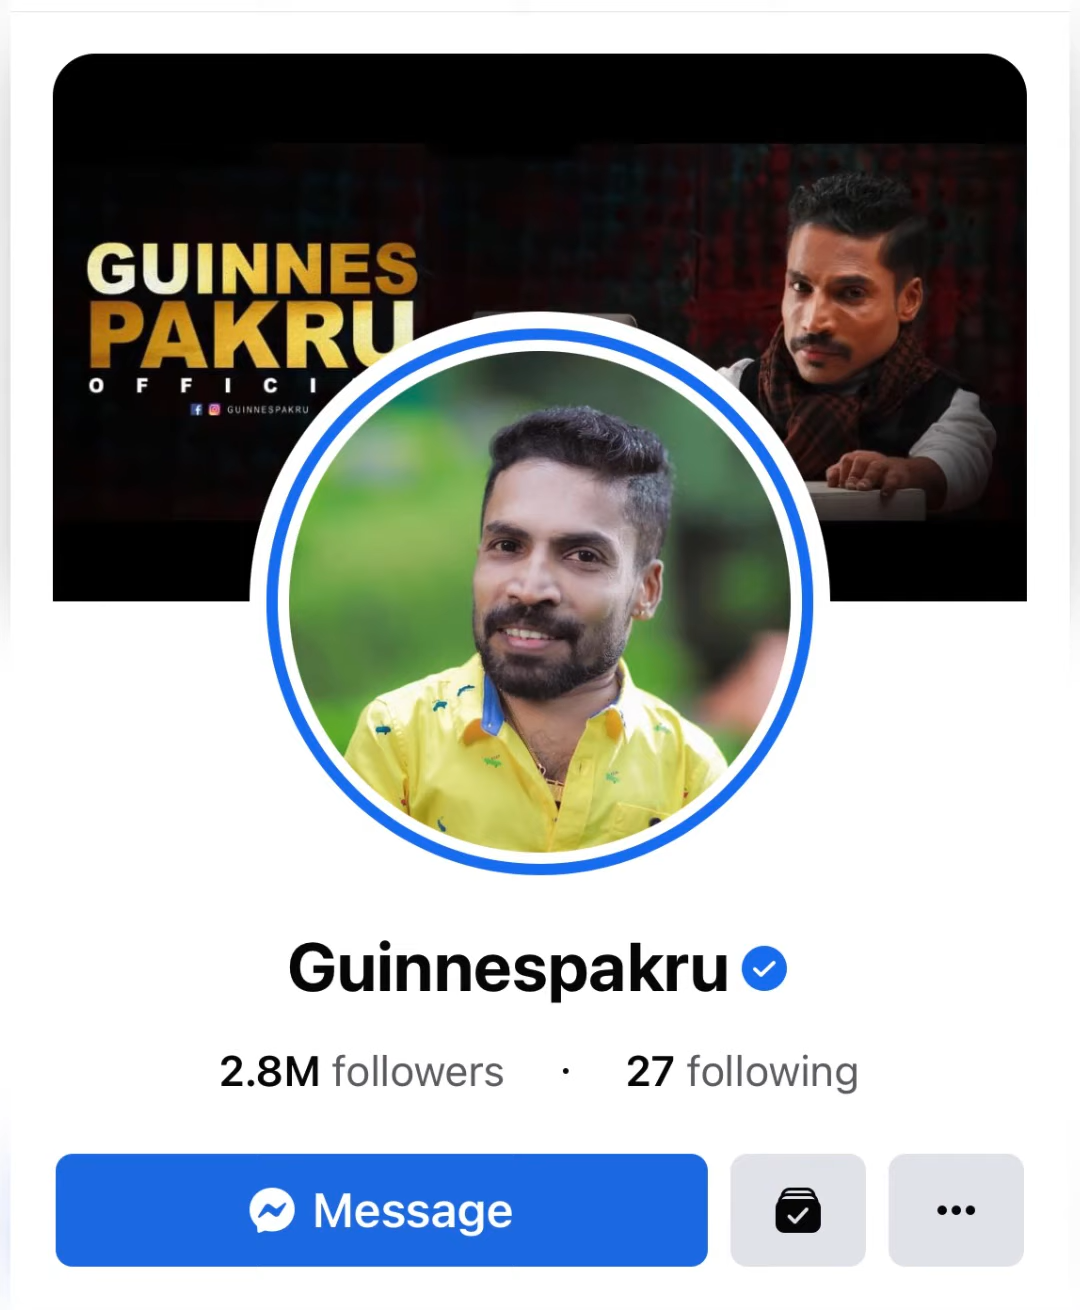 GUINNES
PAKRU
O F F I C I
GUINNESPAKRU
Guinnespakru
2.8M followers · 27 following
Message